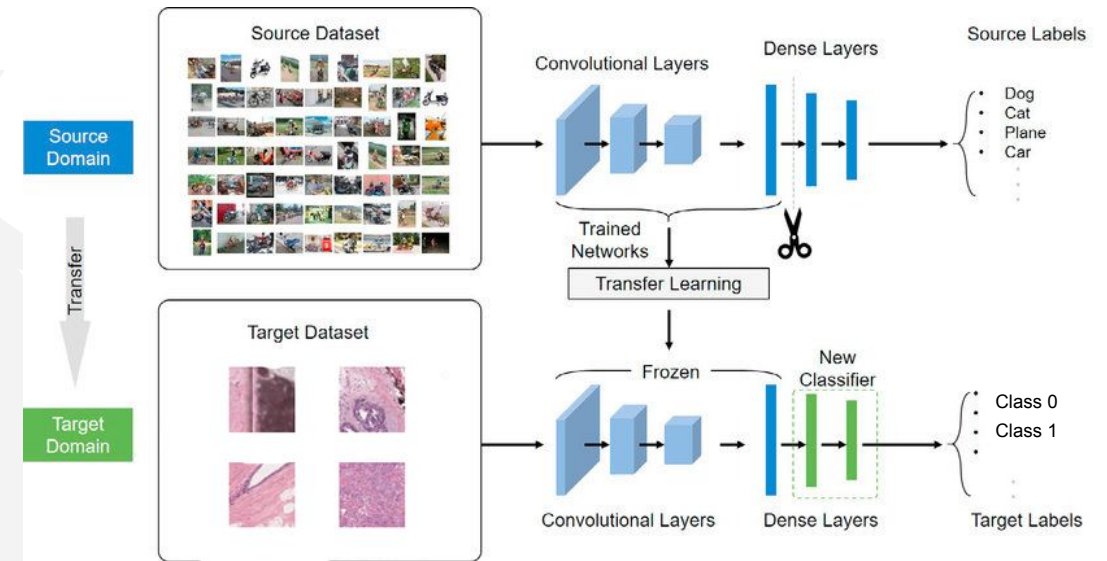 Source Dataset
Source
Domain
Transfer
Target
Domain
Convolutional Layers
Dense Layers
Source Labels
• Dog
• Cat
• Plane
• Car
Trained
Networks
Transfer Learning
Target Dataset
Frozen
New
Classifier
Class 0
Class 1
Convolutional Layers
Dense Layers
Target Labels